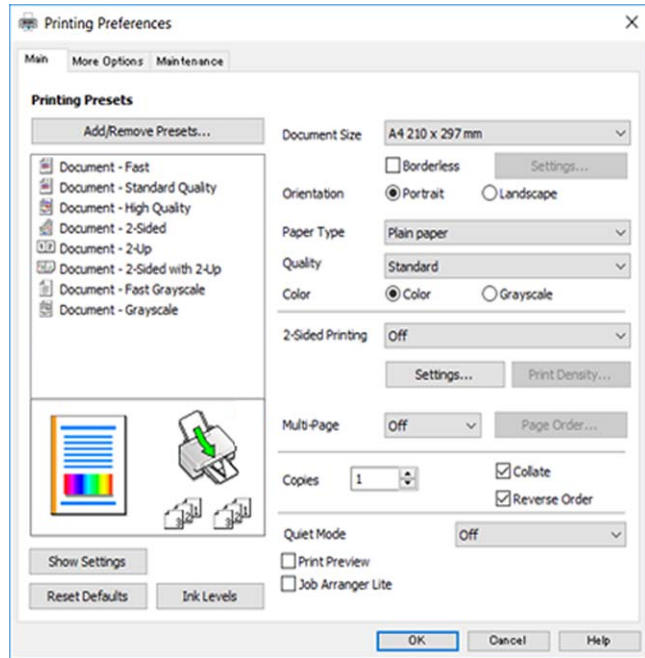 Printing Preferences
Main More Options Maintenance
Printing Presets
Add/Remove Presets...
Document - Fast
Document - Standard Quality
Document - High Quality
Document - 2-Sided
Document - 2-Up
Document - 2-Sided with 2-Up
Document - Fast Grayscale
Document - Grayscale
Show Settings
Reset Defaults Ink Levels
Document Size A4 210 x 297 mm
Borderless Settings...
Orientation Portrait Landscape
Paper Type Plain paper
Quality Standard
Color Color Grayscale
2-Sided Printing Off
Settings... Print Density...
Multi-Page Off Page Order...
Copies 1 Collate
Reverse Order
Quiet Mode Off
Print Preview
Job Arranger Lite
OK Cancel Help